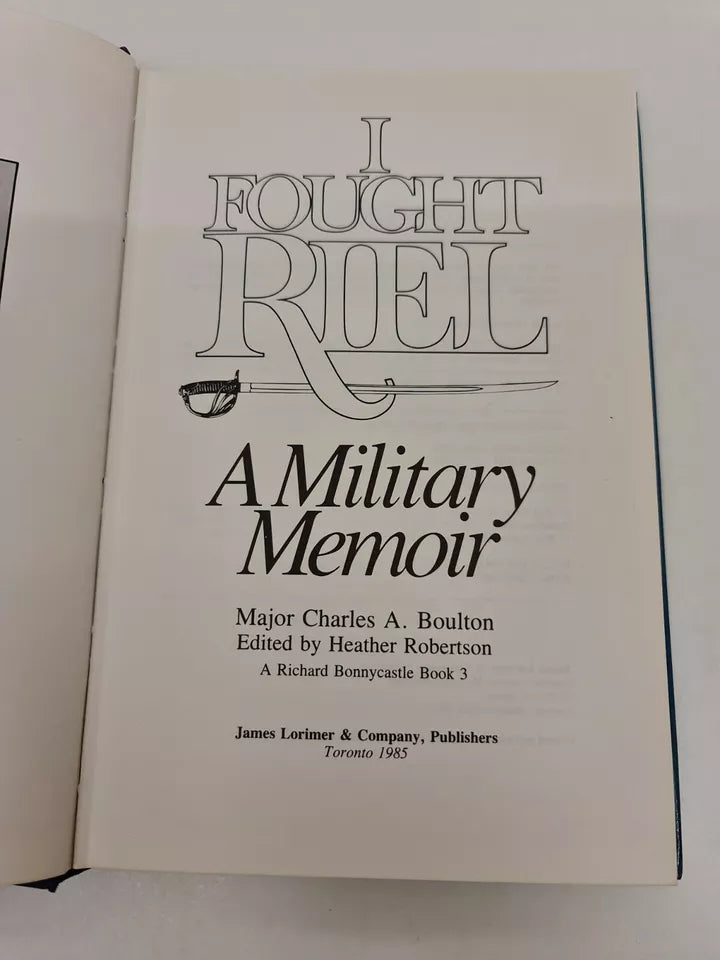 I
FOUGHT
RIEL
A Military
Memoir
Major Charles A. Boulton
Edited by Heather Robertson
A Richard Bonnycastle Book 3
James Lorimer & Company, Publishers
Toronto 1985